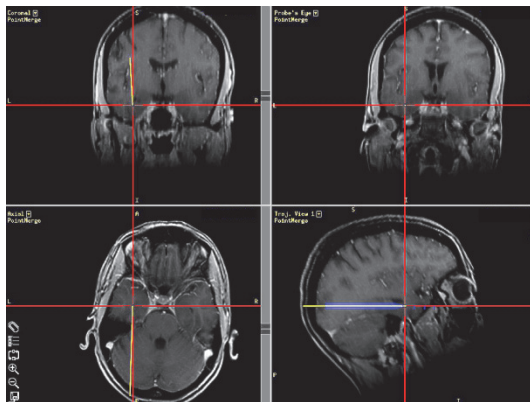 Coronal
PointMerge
S
L
R
I
Probe's Eye
PointMerge
S
Axial
PointMerge
A
L
R
Traj. View 1
PointMerge
S
P
I